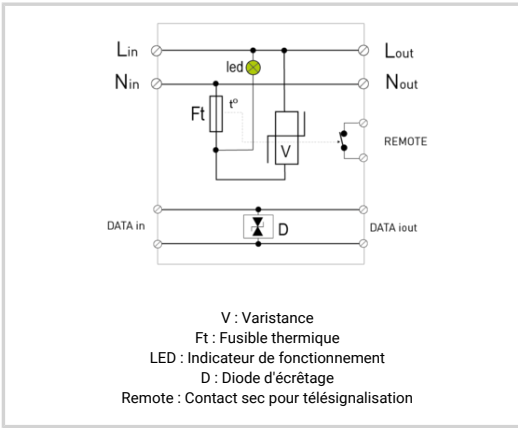 Lin
Lout
led
Nin
Nout
Ft
t°
V
REMOTE
DATA in
D
DATA iout
V : Varistance
Ft : Fusible thermique
LED : Indicateur de fonctionnement
D : Diode d'écrêtage
Remote : Contact sec pour télésignalisation